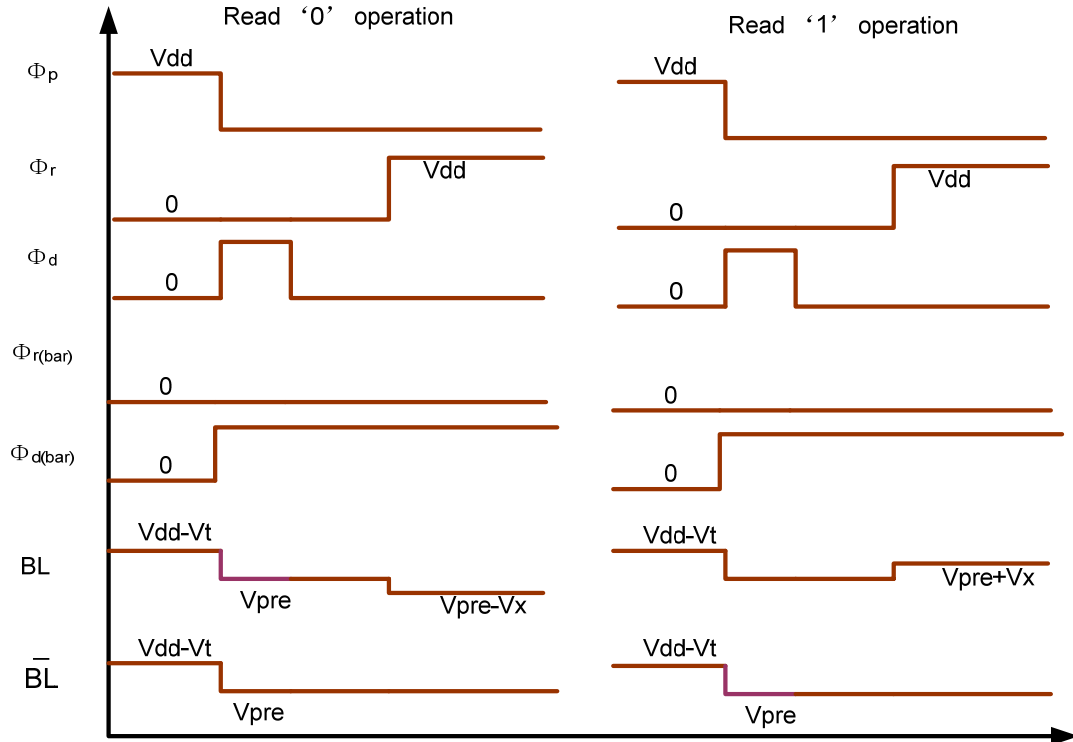 Read ‘0’ operation
Read ‘1’ operation
Φp
Vdd
Vdd
Φr
0
Vdd
0
Vdd
Φd
0
0
Φr(bar)
0
0
Φd(bar)
0
0
BL
Vdd-Vt
Vpre
Vpre-Vx
Vdd-Vt
Vpre+Vx
B̅L̅
Vdd-Vt
Vpre
Vdd-Vt
Vpre